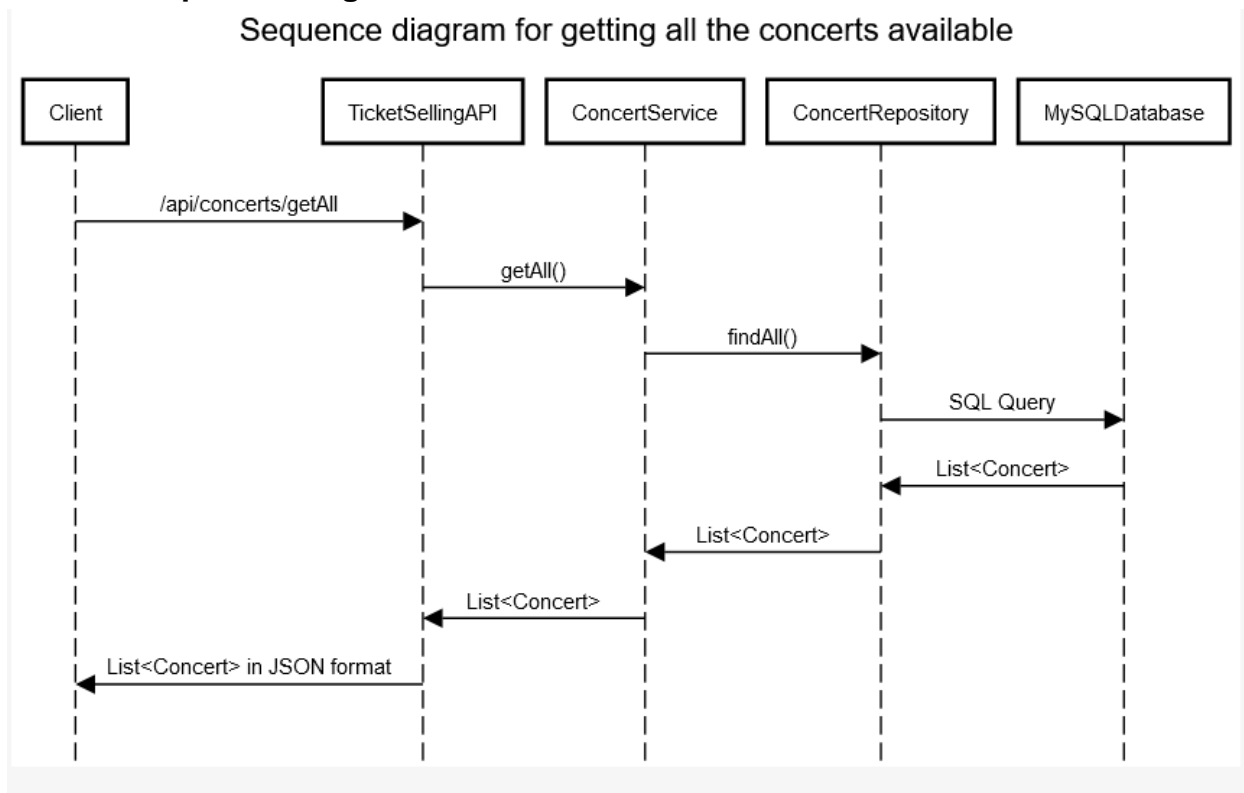 Sequence diagram for getting all the concerts available
Client
TicketSellingAPI
ConcertService
ConcertRepository
MySQLDatabase
/api/concerts/getAll
getAll()
findAll()
SQL Query
List<Concert>
List<Concert>
List<Concert>
List<Concert> in JSON format